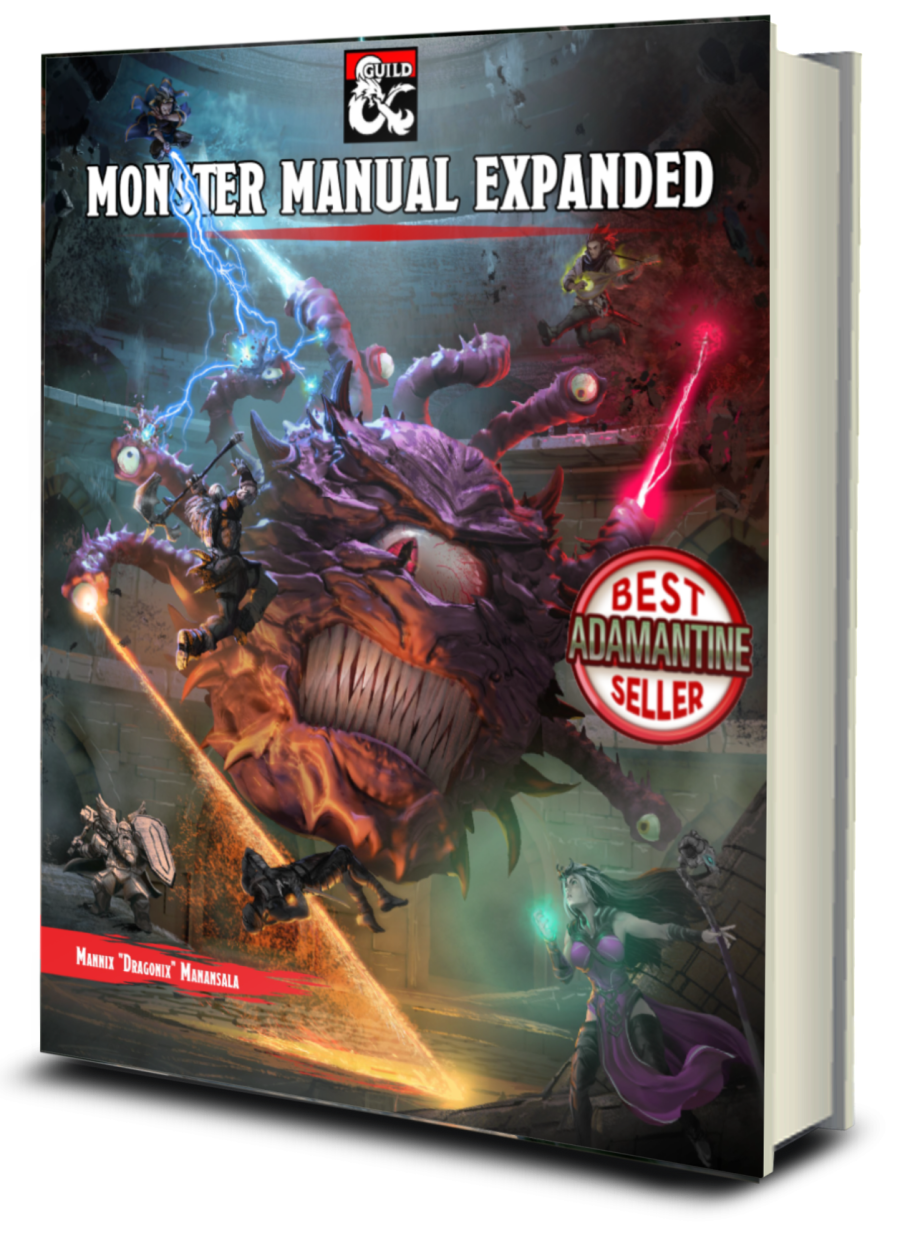 GUILD
MONSTER MANUAL EXPANDED
BEST
ADAMANTINE
SELLER
MANNIX "DRAGONIX" MANANSALA